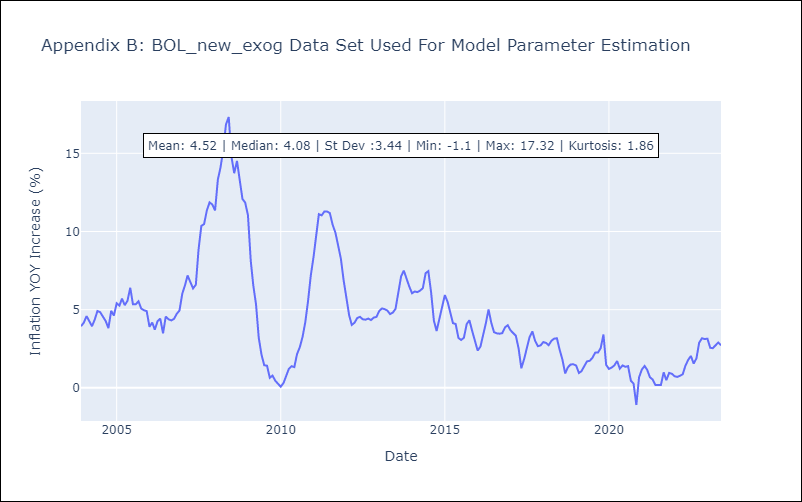 Appendix B: BOL_new_exog Data Set Used For Model Parameter Estimation
Mean: 4.52 | Median: 4.08 | St Dev :3.44 | Min: -1.1 | Max: 17.32 | Kurtosis: 1.86
Inflation YOY Increase (%)
15
10
5
0
2005
2010
2015
2020
Date